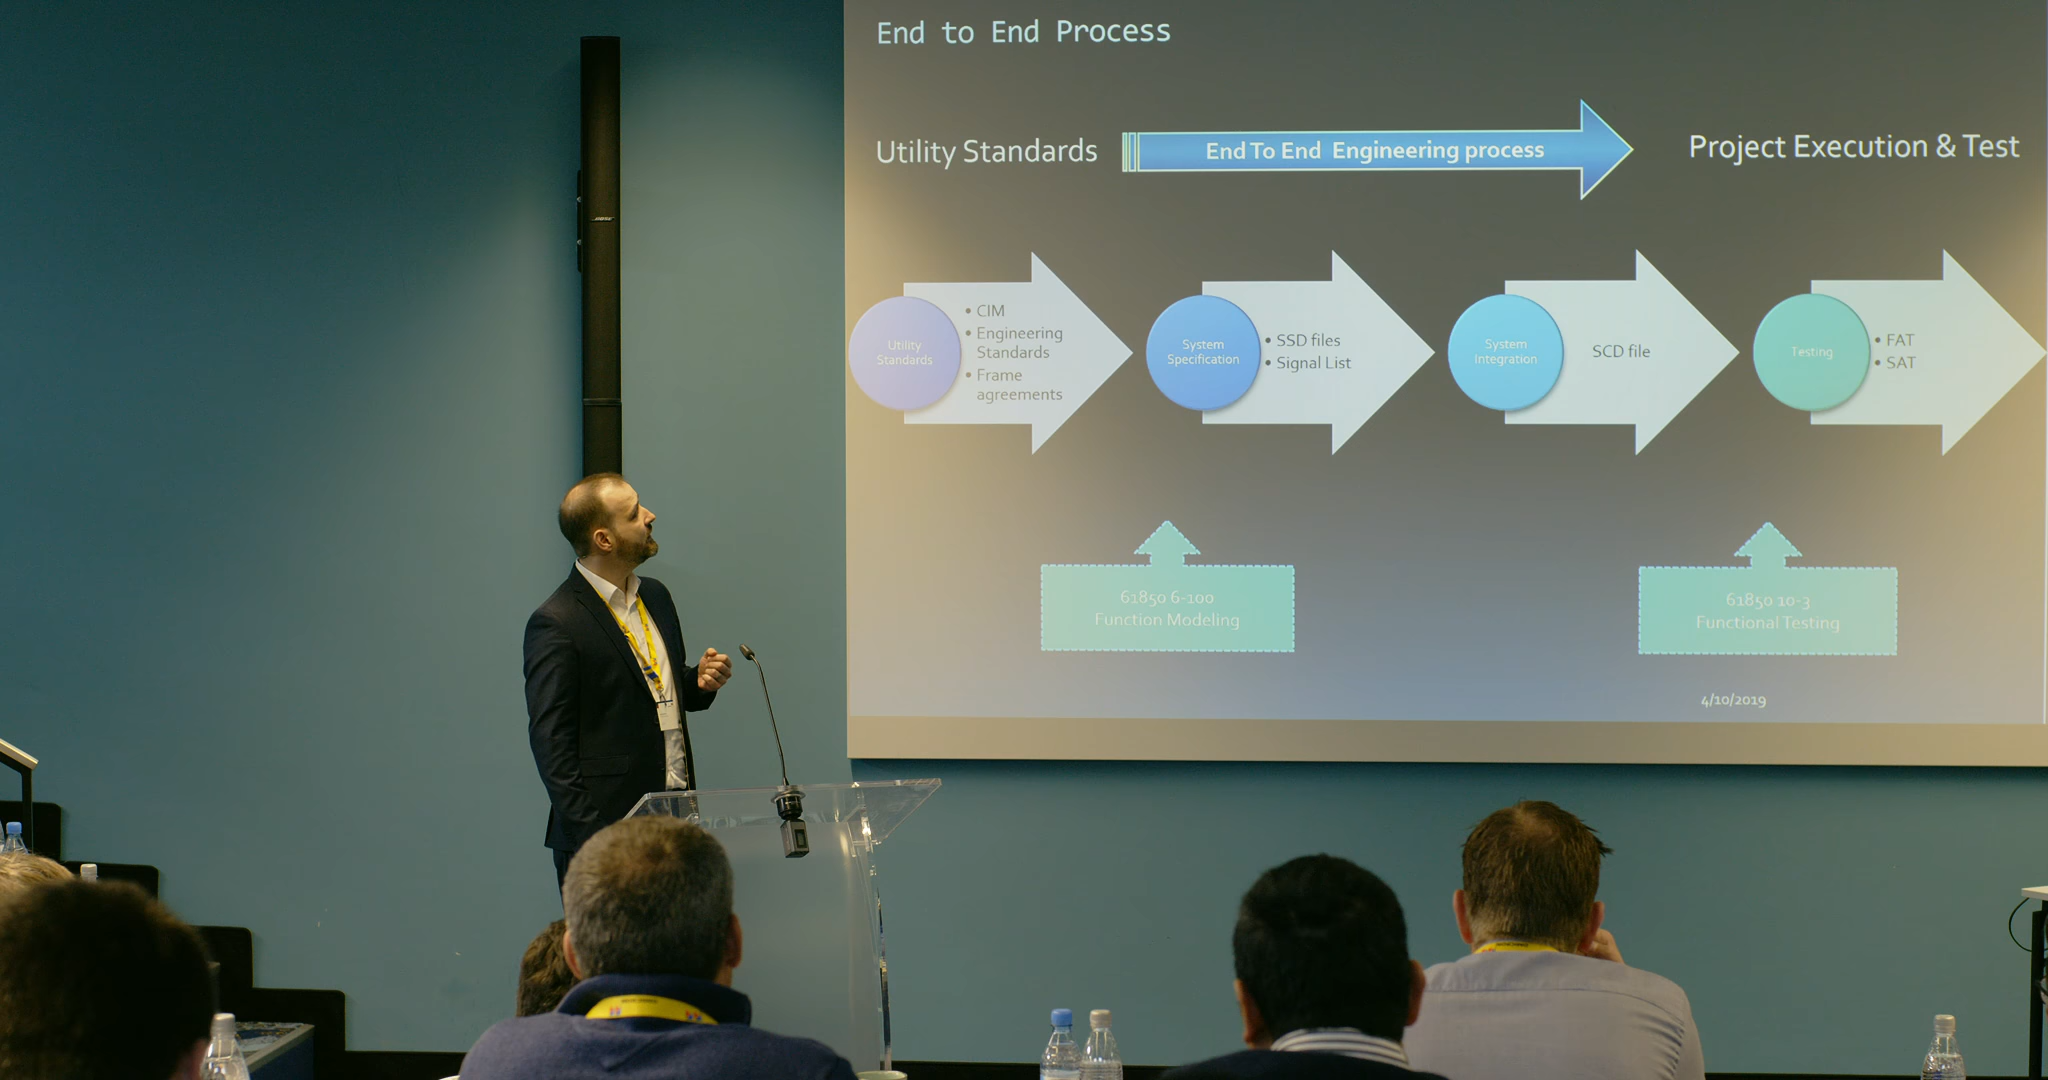 End to End Process
Utility Standards
End To End Engineering process
Project Execution & Test
Utility
Standards
• CIM
• Engineering
Standards
• Frame
agreements
System
Specification
• SSD files
• Signal List
System
Integration
SCD file
Testing
• FAT
• SAT
61850 6-100
Function Modeling
61850 10-3
Functional Testing
4/10/2019
BOSE